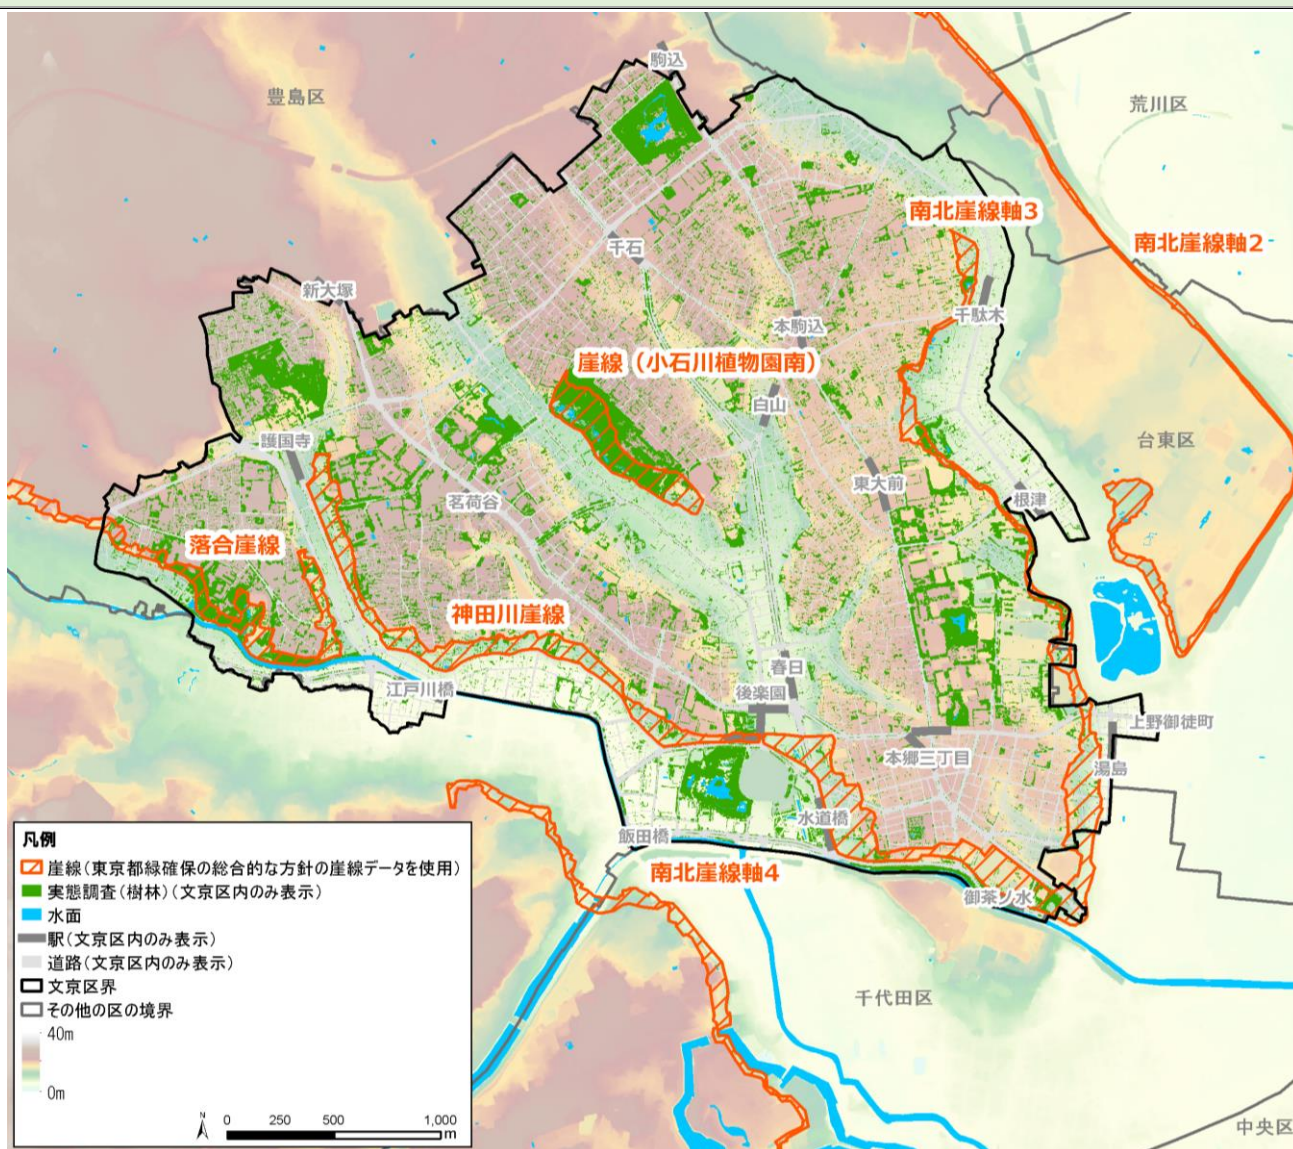 駒込
豊島区
荒川区
南北崖線軸3
南北崖線軸2
千石
新大塚
千駄木
本駒込
崖線（小石川植物園南）
白山
台東区
護国寺
東大前
茗荷谷
根津
落合崖線
神田川崖線
春日
江戸川橋
後楽園
上野御徒町
本郷三丁目
湯島
水道橋
飯田橋
南北崖線軸4
御茶ノ水
千代田区
中央区
凡例
崖線（東京都緑確保の総合的な方針の崖線データを使用）
実態調査（樹林）（文京区内のみ表示）
水面
駅（文京区内のみ表示）
道路（文京区内のみ表示）
文京区界
その他の区の境界
40m
0m
N
0 250 500 1,000
m